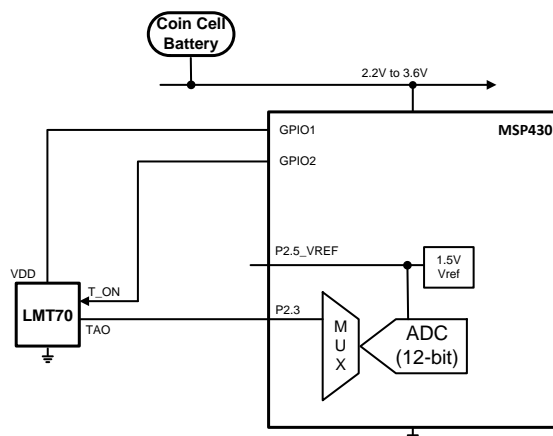 Coin Cell
Battery
2.2V to 3.6V
MSP430
GPIO1
GPIO2
P2.5_VREF
1.5V
Vref
VDD
T_ON
LMT70
TAO
P2.3
M
U
X
ADC
(12-bit)